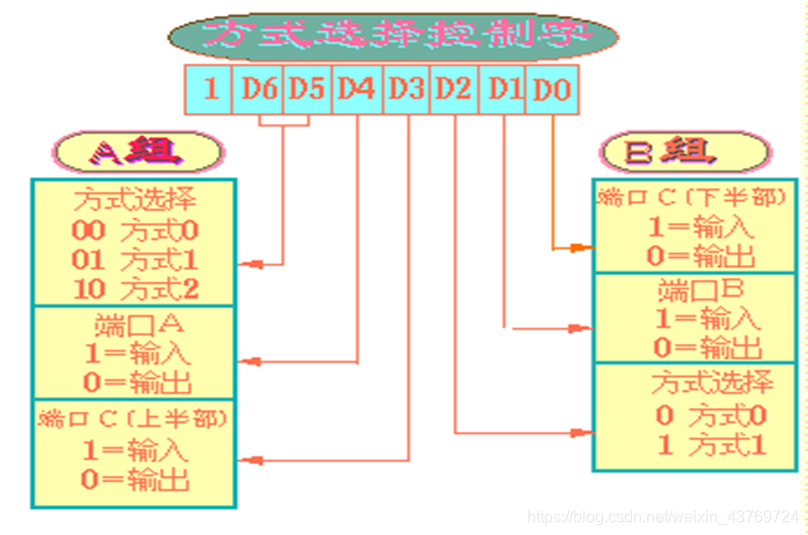 方式选择控制字
1 D6 D5 D4 D3 D2 D1 D0
A组
方式选择
00 方式0
01 方式1
10 方式2
端口A
1=输入
0=输出
端口C(上半部)
1=输入
0=输出
B组
端口C(下半部)
1=输入
0=输出
端口B
1=输入
0=输出
方式选择
0 方式0
1 方式1
https://blog.csdn.net/weixin_43769724